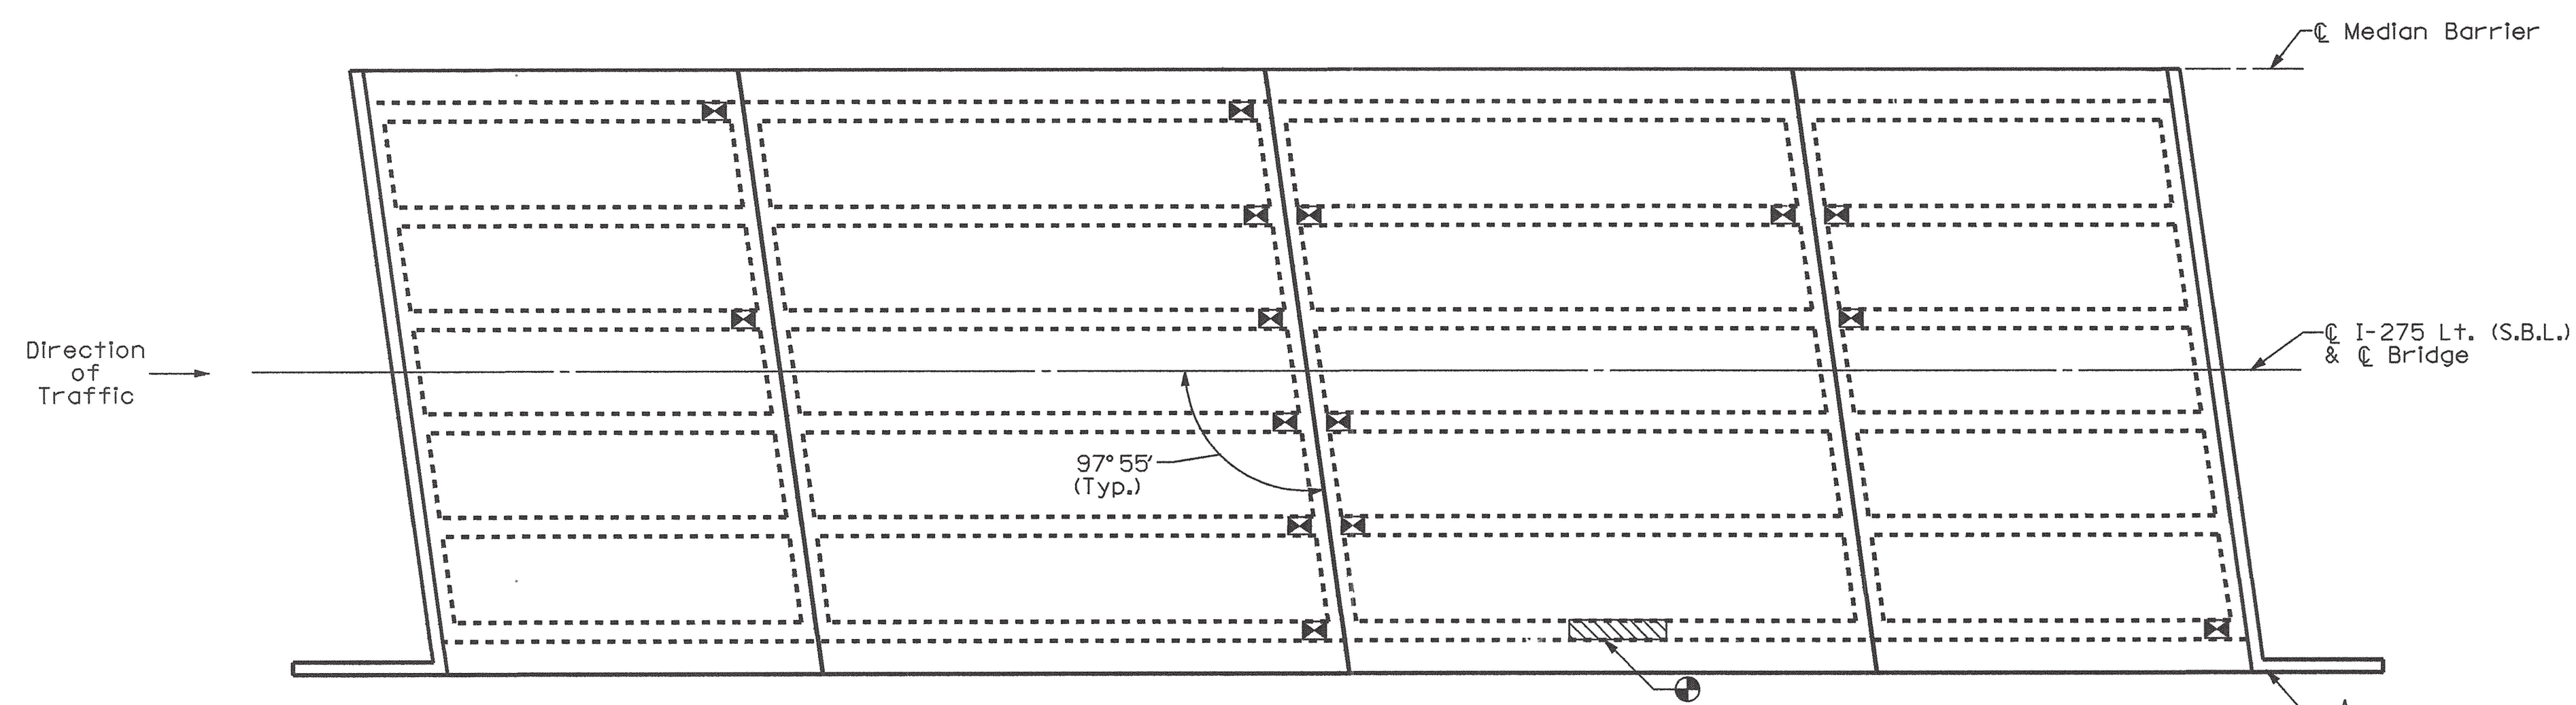 ℄ Median Barrier
Direction
of
Traffic
℄ I-275 Lt. (S.B.L.)
& ℄ Bridge
97°55'
(Typ.)